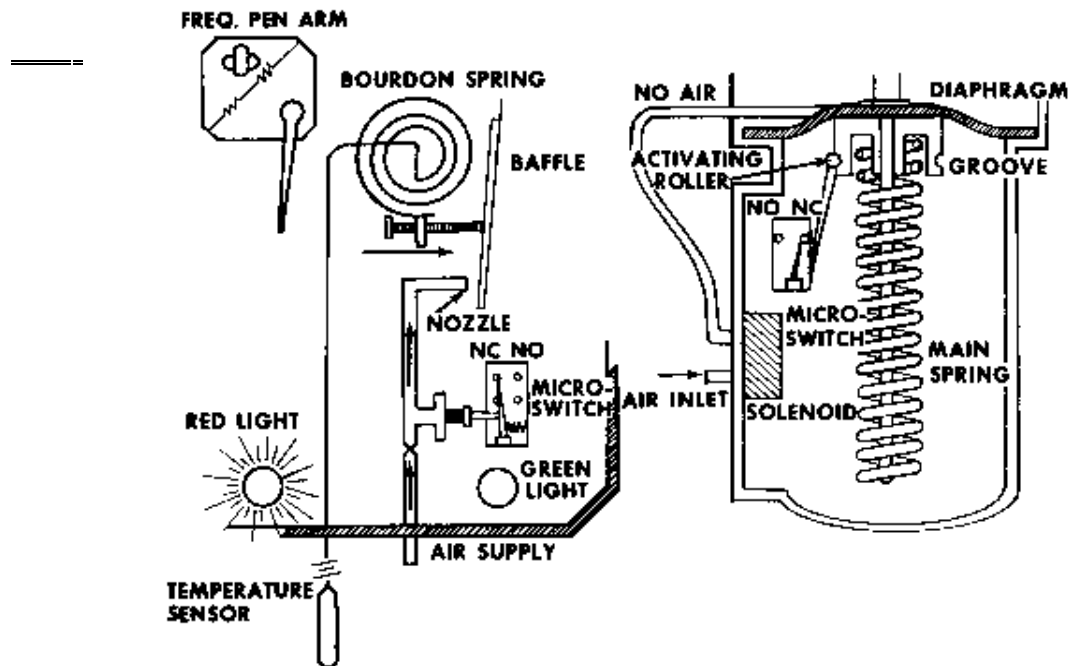 FREQ. PEN ARM
BOURDON SPRING
BAFFLE
NOZZLE
NC NO
MICRO-
SWITCH
RED LIGHT
GREEN
LIGHT
AIR SUPPLY
TEMPERATURE
SENSOR
NO AIR
DIAPHRAGM
ACTIVATING
ROLLER
GROOVE
NO NC
MICRO-
SWITCH
MAIN
SPRING
AIR INLET
SOLENOID